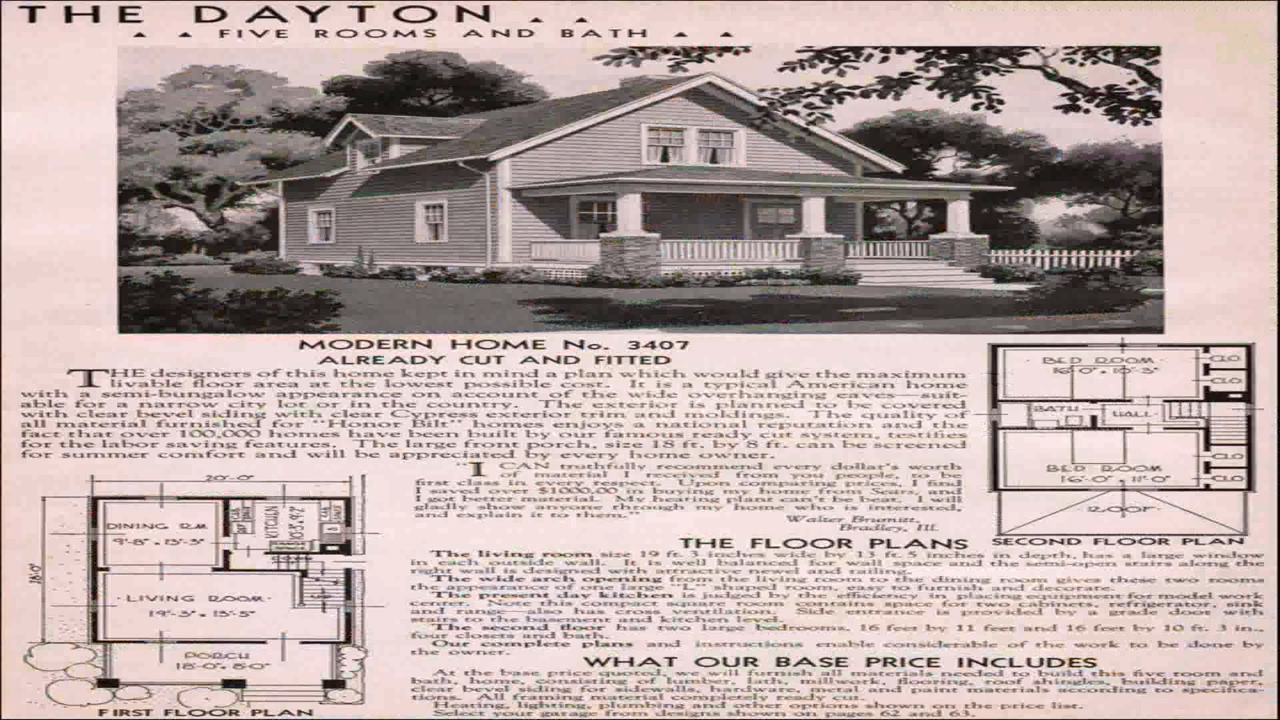 THE DAYTON
FIVE ROOMS AND BATH
MODERN HOME No. 3407
ALREADY CUT AND FITTED
THE designers of this home kept in mind a plan which would give the maximum
livable floor area at the lowest possible cost. It is a typical American home
with a semi-bungalow appearance on account of the wide overhanging eaves—suit-
able for a narrow city lot or in the country. The exterior is planned to be covered
with clear bevel siding with clear Cypress exterior trim and moldings. The quality of
all material furnished for "Honor Bilt" homes enjoys a national reputation and the
fact that over 100,000 homes have been built by our famous ready cut system, testifies
for the labor saving features. The large front porch, size 18 ft. by 8 ft. can be screened
for summer comfort and will be appreciated by every home owner.
"I CAN truthfully recommend every dollar's worth
of material I received from you people, to be
first class in every respect. Upon comparing prices, I find
I saved over $1000.00 in buying my home from Sears, and
I got better material. My heating plant can't be beat. I will
gladly show anyone through my home who is interested,
and explain it to them."
Walter
Bradley, Ill.
BED ROOM
16'-0" • 10'-3"
CLO
CLO
BATH
HALL
BED ROOM
16'-0" • 11'-0"
CLO
CLO
ROOF
SECOND FLOOR PLAN
20'-0"
DINING RM.
9'-8" • 13'-5"
KITCHEN
LIVING ROOM
19'-3" • 13'-5"
PORCH
18'-0" • 8'-0"
FIRST FLOOR PLAN
THE FLOOR PLANS
The living room size 19 ft. 3 inches wide by 13 ft. 5 inches in depth, has a large window
in each outside wall. It is well balanced for wall space and the semi-open stairs along the
right wall is designed with attractive newel and railing.
The wide arch opening from the living room to the dining room gives these two rooms
the appearance of one large "L" shaped room, easy to furnish and decorate.
The present day kitchen is judged by the efficiency in placing equipment for model work
center. Note this compact square room contains space for two cabinets, refrigerator, sink
and range—also has cross ventilation. Side entrance is provided by a grade door with
stairs to the basement and kitchen level.
The second floor has two large bedrooms, 16 feet by 11 feet and 16 feet by 10 ft. 3 in.,
four closets and bath.
Our complete plans and instructions enable considerable of the work to be done by
the owner.
WHAT OUR BASE PRICE INCLUDES
At the base price quoted, we will furnish all materials needed to build this five room and
bath, home, consisting of lumber, lath, millwork, flooring, roof shingles, building paper,
clear bevel siding for sidewalls, hardware, metal and paint materials according to specifica-
tions. All framing material completely ready cut.
Heating, lighting, plumbing and other options shown on the price list.
Select your garage from designs shown on pages 62 and 63.